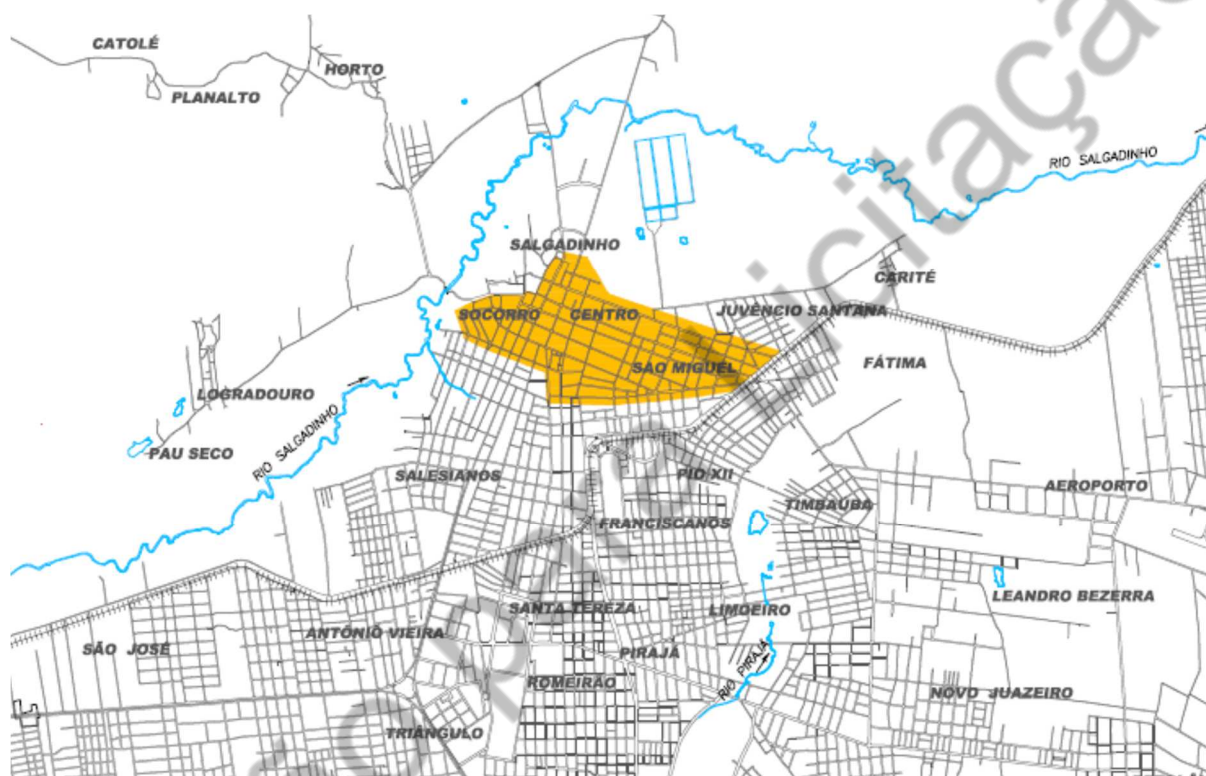 CATOLÉ
HORTO
PLANALTO
RIO SALGADINHO
SALGADINHO
CARITÉ
SOCORRO
CENTRO
JUVÊNCIO SANTANA
SÃO MIGUEL
FÁTIMA
LOGRADOURO
RIO SALGADINHO
PAU SECO
SALESIANOS
PIO XII
AEROPORTO
TIMBAÚBA
FRANCISCANOS
LEANDRO BEZERRA
SANTA TEREZA
LIMOEIRO
ANTÔNIO VIEIRA
SÃO JOSÉ
PIRAJÁ
RIO PIRAJÁ
ROMEIRÃO
NOVO JUAZEIRO
TRIÂNGULO
para licitaçã